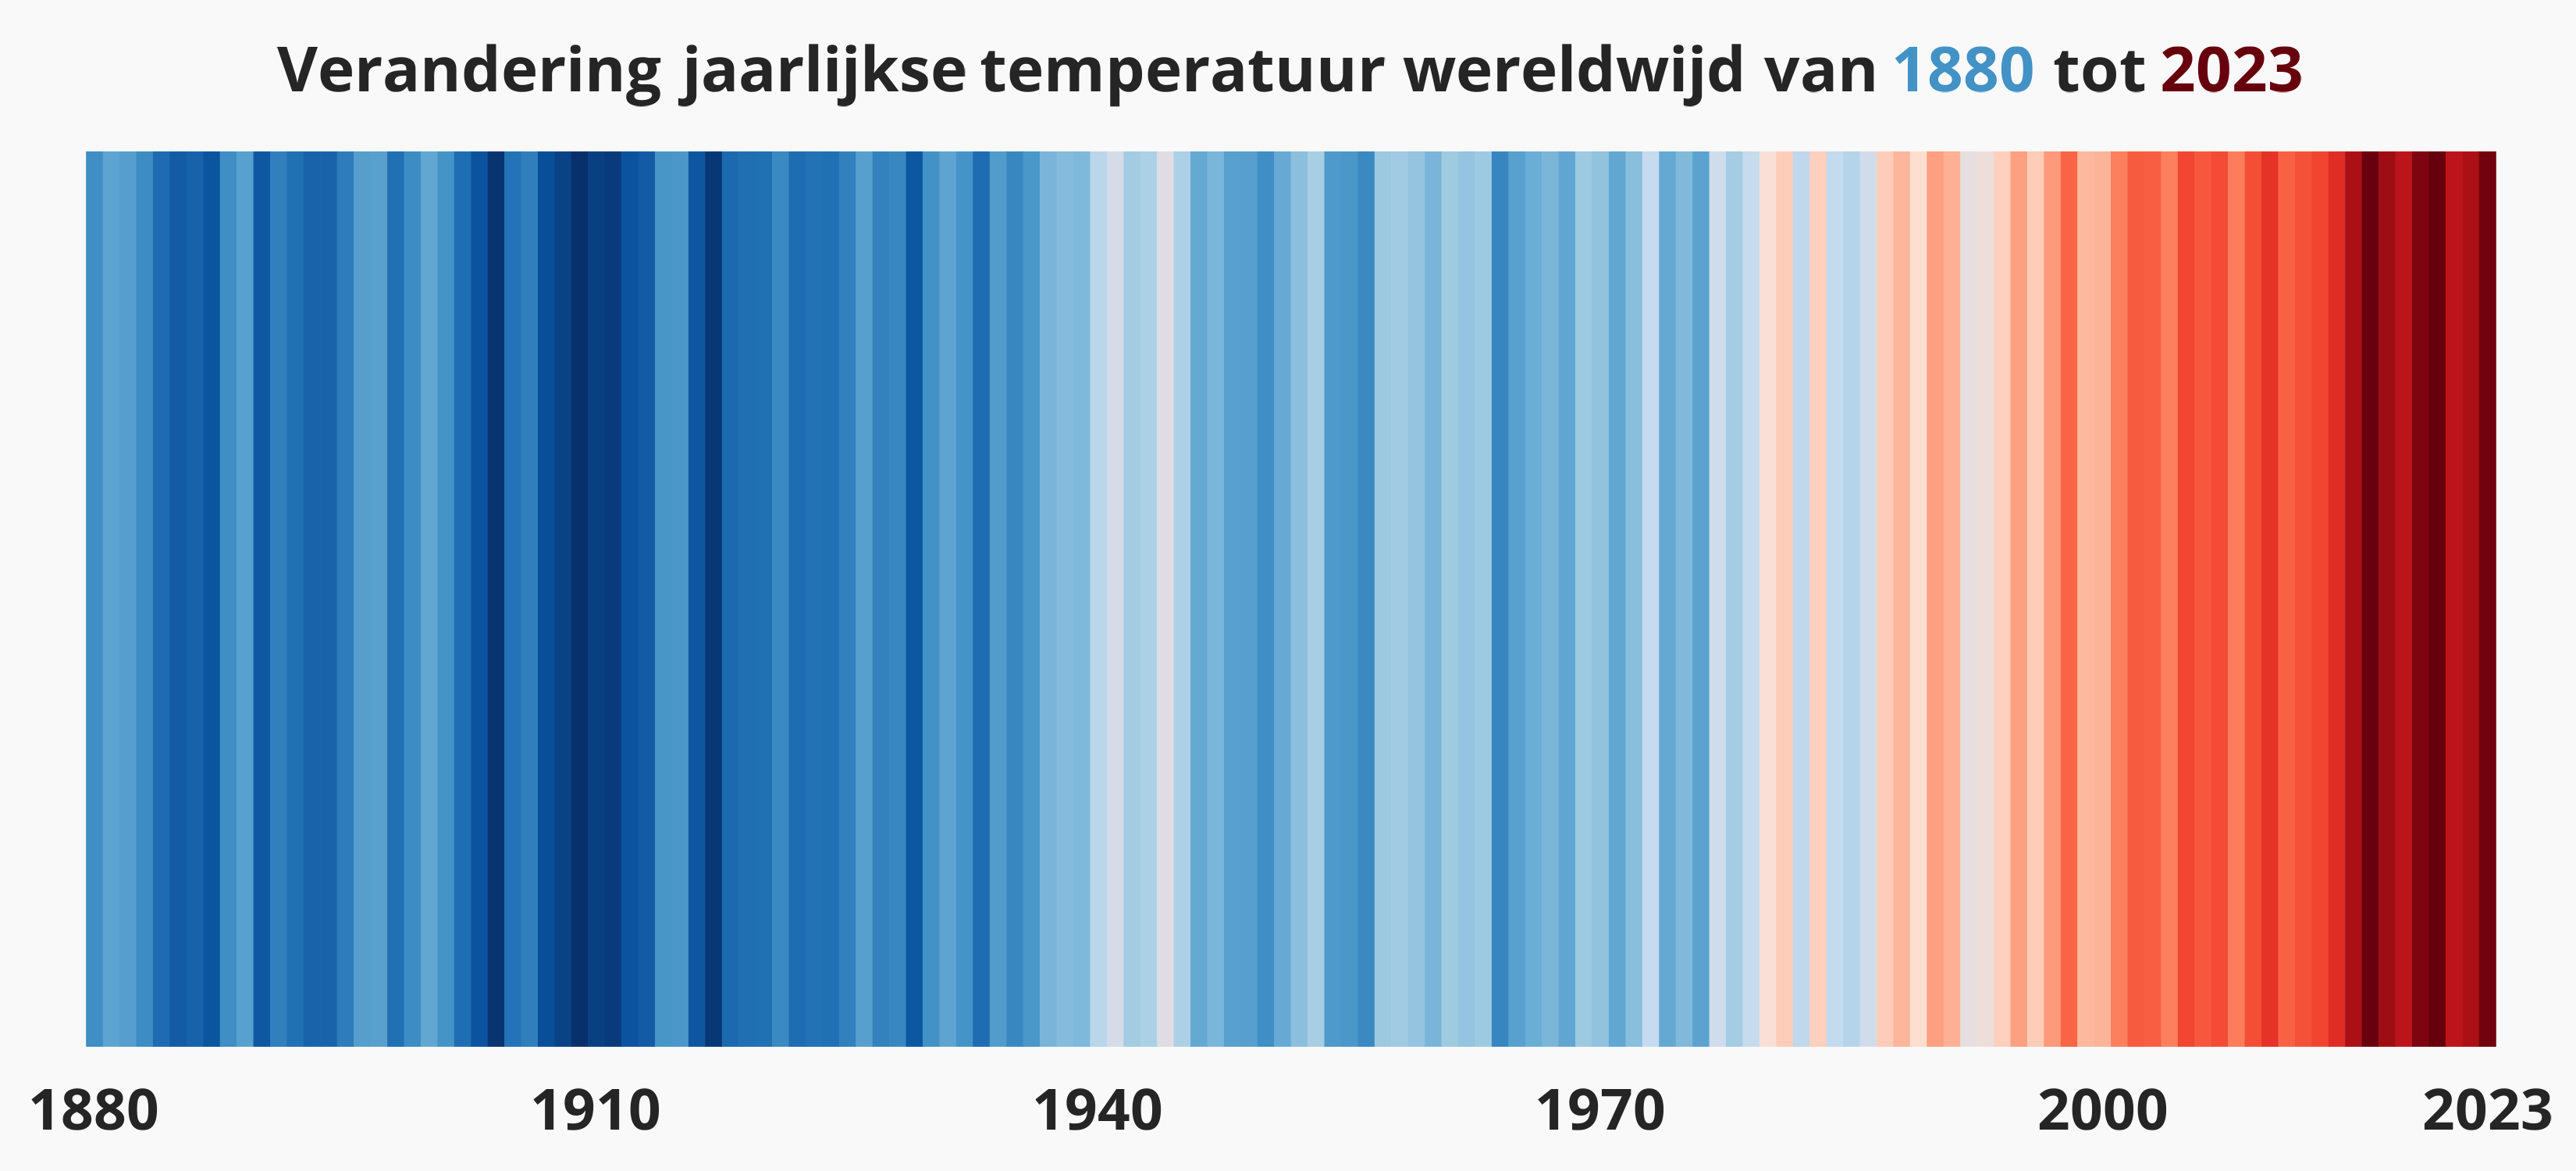 Verandering jaarlijkse temperatuur wereldwijd van 1880 tot 2023
1880 1910 1940 1970 2000 2023